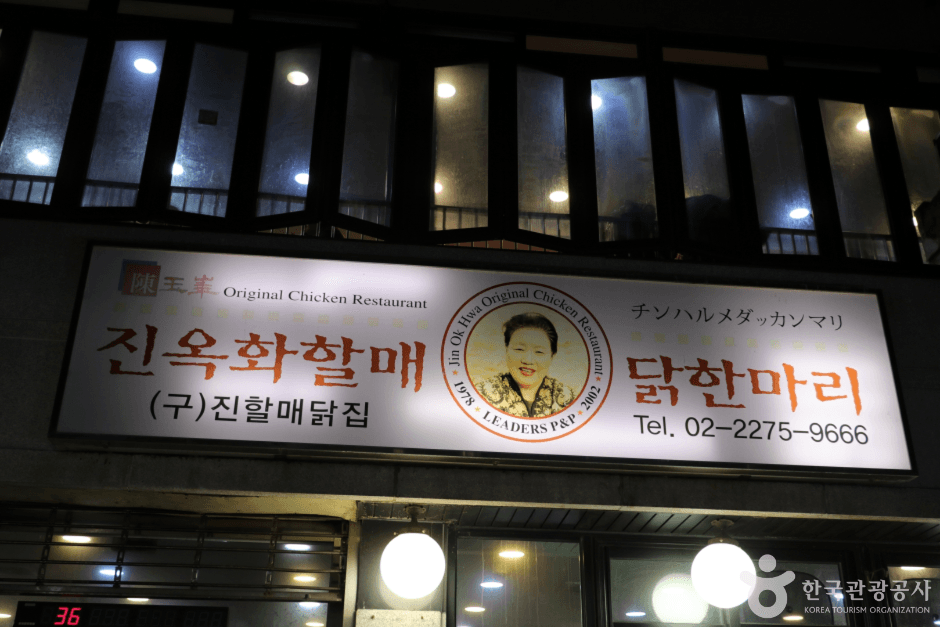 陳玉華 Original Chicken Restaurant
진옥화할매
(구)진할매닭집
Jin Ok Hwa Original Chicken Restaurant
1978 LEADERS P&P 2002
チンハルメダッカンマリ
닭한마리
Tel. 02-2275-9666
36
한국관광공사
KOREA TOURISM ORGANIZATION